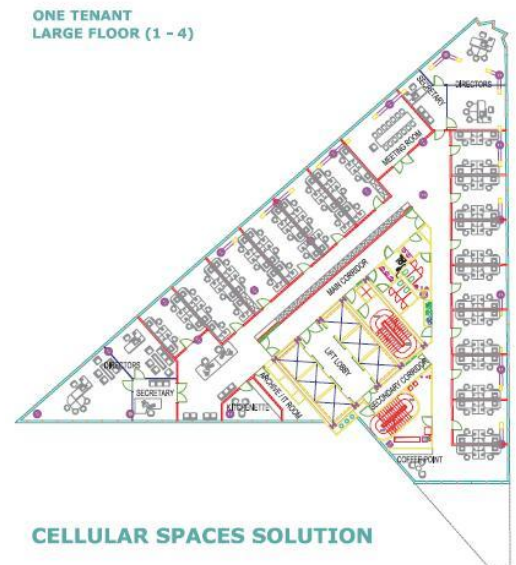 ONE TENANT
LARGE FLOOR (1 - 4)
SECRETARY
DIRECTORS
MEETING ROOM
MAIN CORRIDOR
LIFT LOBBY
DIRECTORS
SECRETARY
ARCHIVE / IT ROOM
SECONDARY CORRIDOR
KITCHENETTE
COFFEE POINT
CELLULAR SPACES SOLUTION